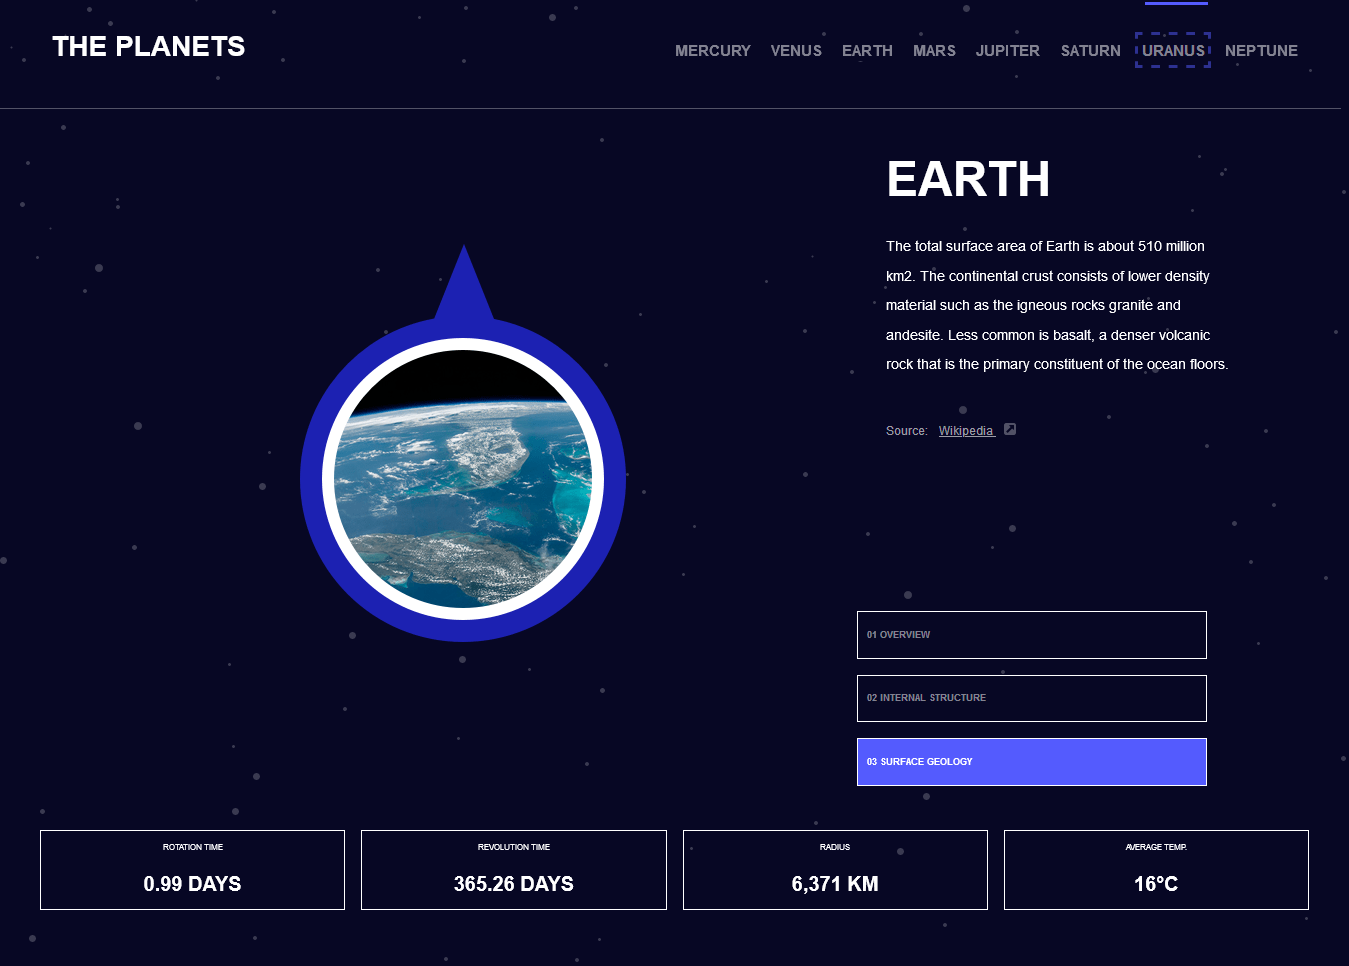 THE PLANETS
MERCURY VENUS EARTH MARS JUPITER SATURN URANUS NEPTUNE
EARTH
The total surface area of Earth is about 510 million
km2. The continental crust consists of lower density
material such as the igneous rocks granite and
andesite. Less common is basalt, a denser volcanic
rock that is the primary constituent of the ocean floors.
Source: Wikipedia
01 OVERVIEW
02 INTERNAL STRUCTURE
03 SURFACE GEOLOGY
ROTATION TIME
0.99 DAYS
REVOLUTION TIME
365.26 DAYS
RADIUS
6,371 KM
AVERAGE TEMP.
16°C